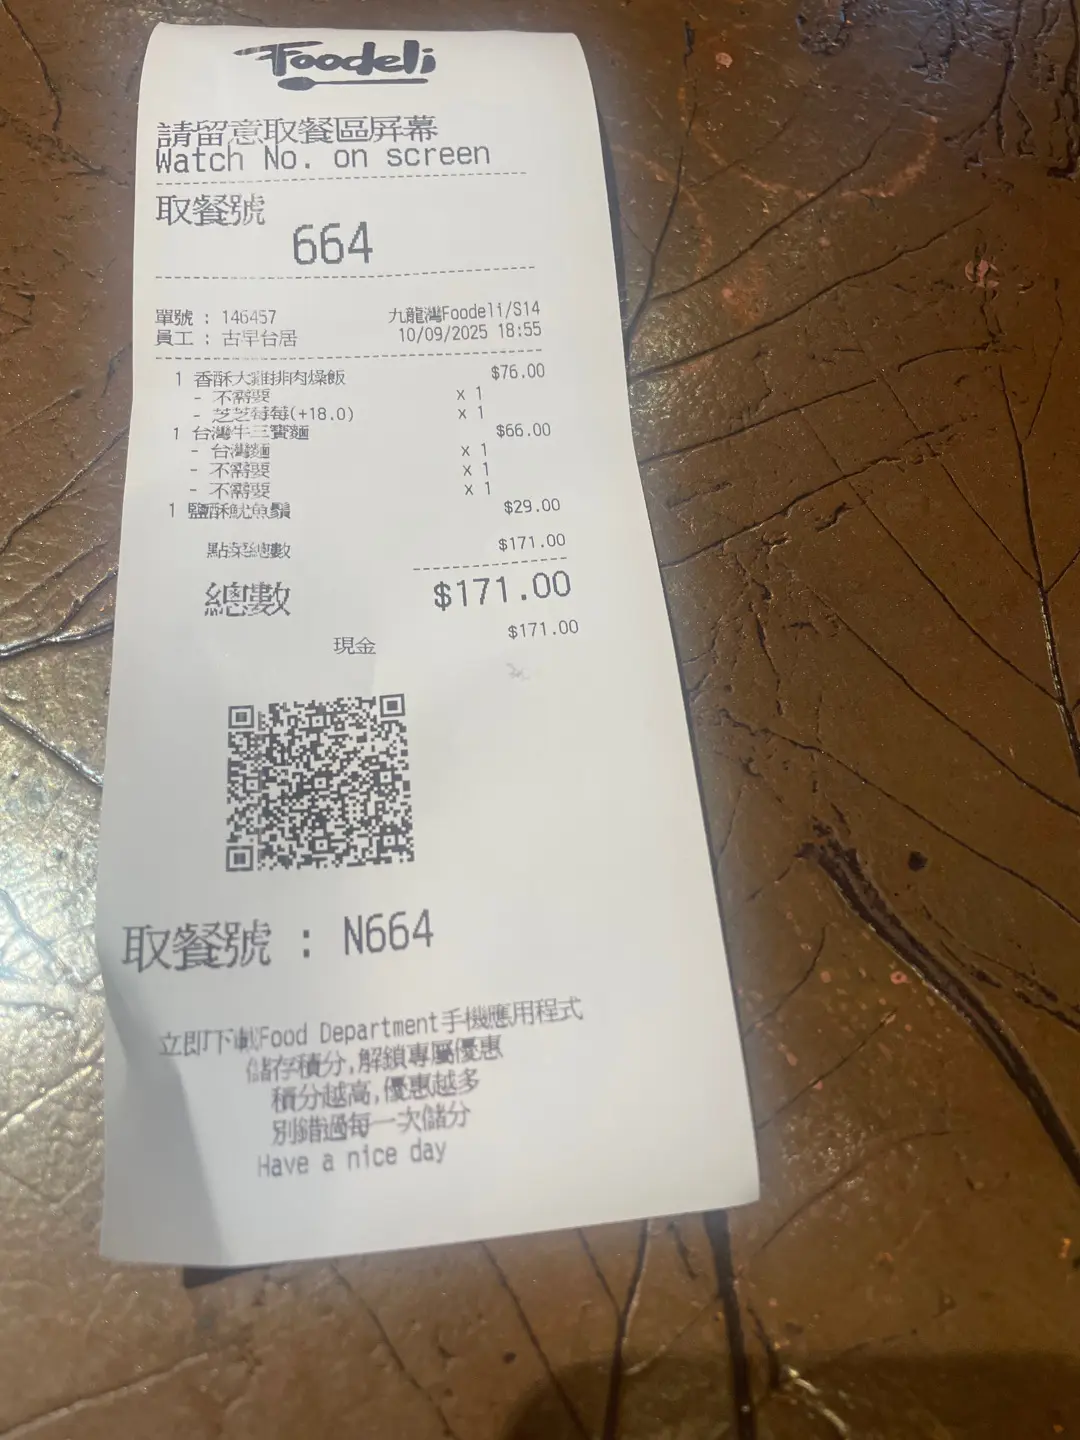 Foodeli
請留意取餐區屏幕
Watch No. on screen
取餐號
664
單號 : 146457 九龍灣Foodeli/S14
員工 : 古早台居 10/09/2025 18:55
1 香酥大雞排肉燥飯 $76.00
- 不需要 x 1
- 芝芝莓莓(+18.0) x 1
1 台灣牛三寶麵 $66.00
- 台灣麵 x 1
- 不需要 x 1
- 不需要 x 1
1 鹽酥魷魚鬚 $29.00
點菜總數 $171.00
總數 $171.00
現金 $171.00
取餐號 : N664
立即下載Food Department手機應用程式
儲存積分,解鎖專屬優惠
積分越高,優惠越多
別錯過每一次儲分
Have a nice day